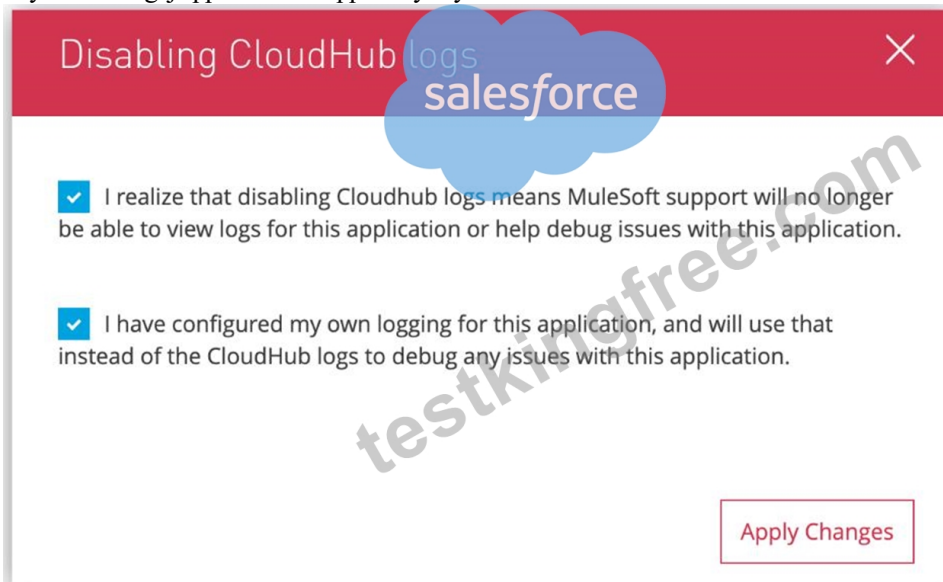 Disabling CloudHub logs
salesforce
I realize that disabling Cloudhub logs means MuleSoft support will no longer
be able to view logs for this application or help debug issues with this application.
I have configured my own logging for this application, and will use that
instead of the CloudHub logs to debug any issues with this application.
testkingfree.com
Apply Changes